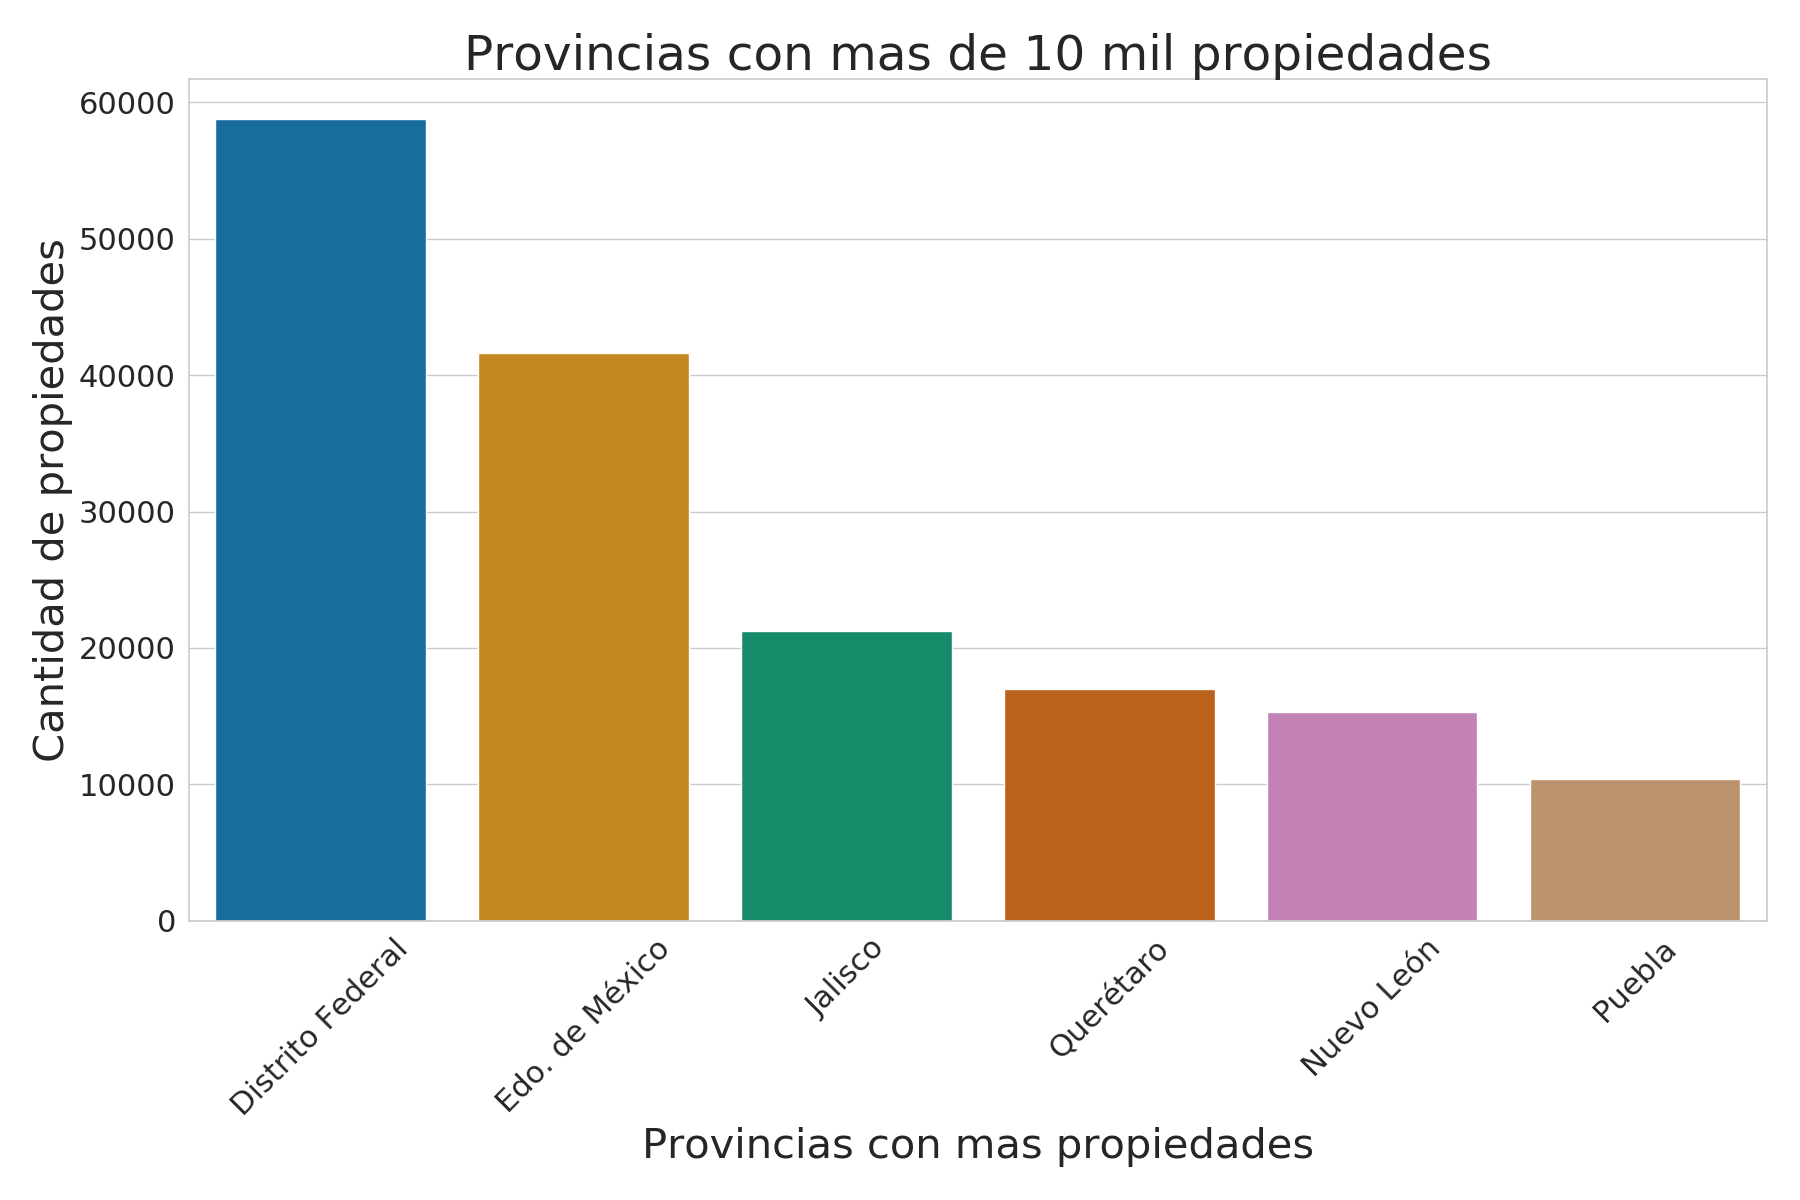 Provincias con mas de 10 mil propiedades
Cantidad de propiedades
60000
50000
40000
30000
20000
10000
0
Distrito Federal
Edo. de México
Jalisco
Querétaro
Nuevo León
Puebla
Provincias con mas propiedades